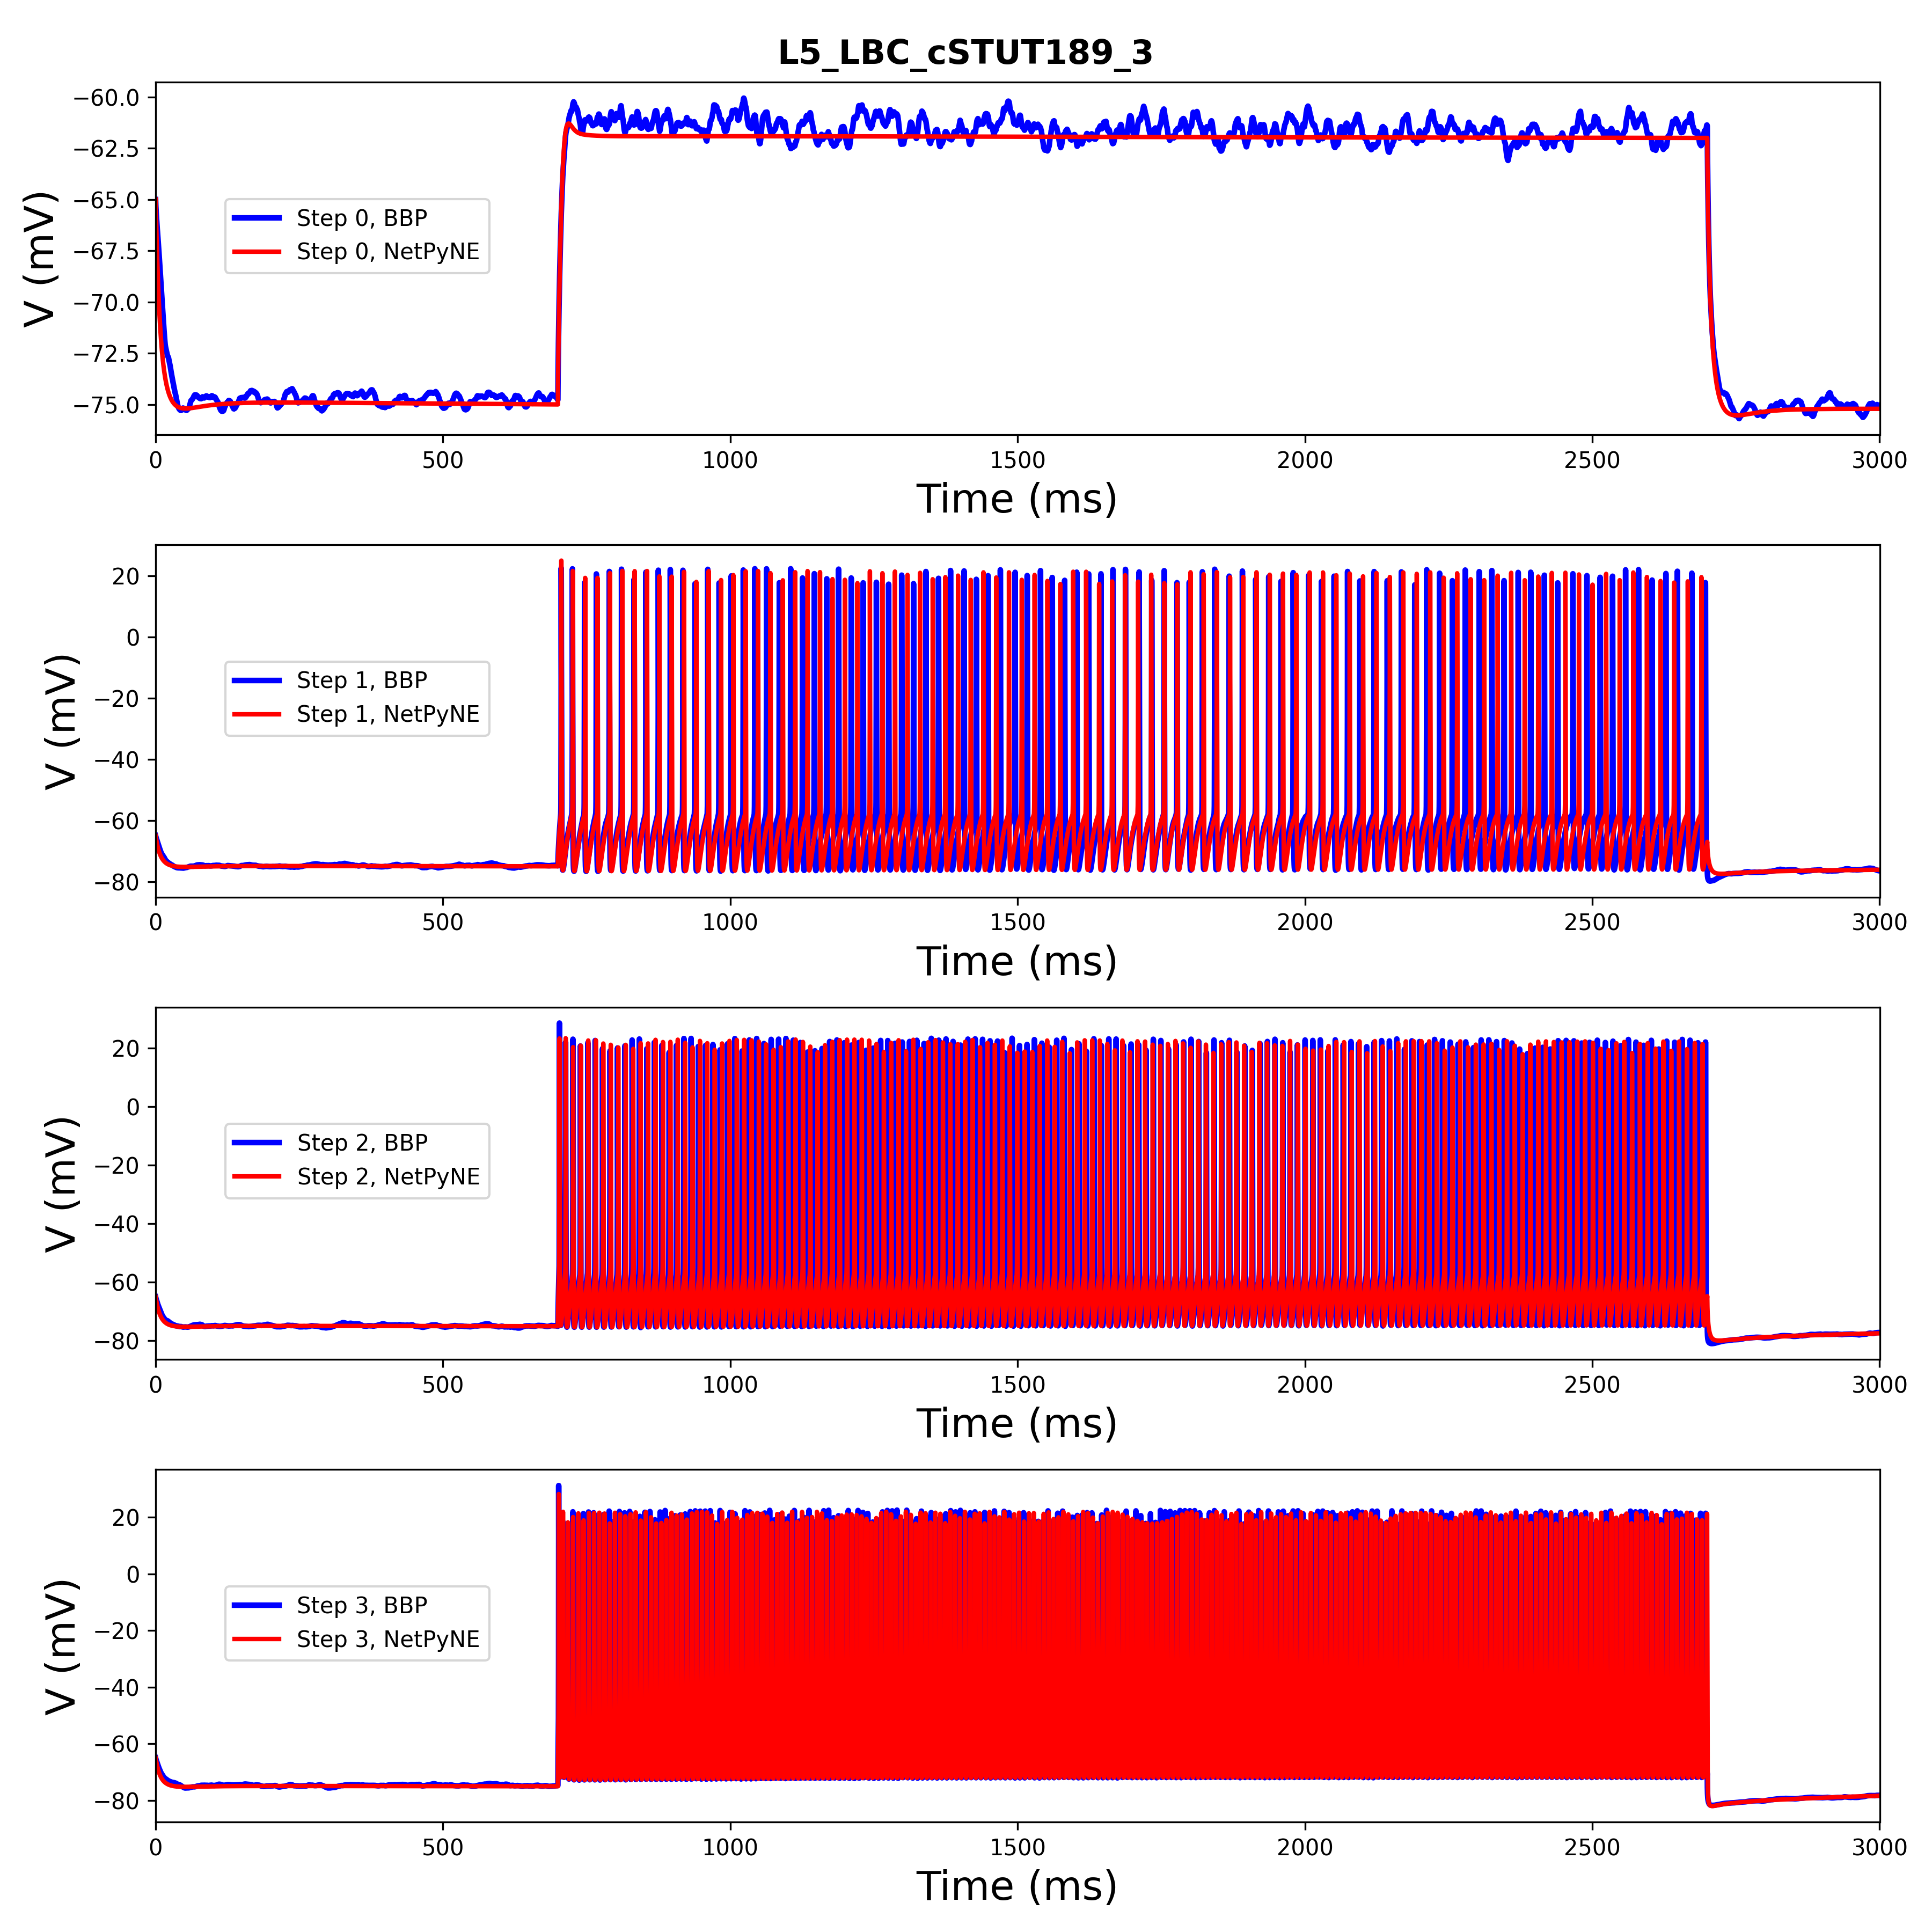 L5_LBC_cSTUT189_3
−60.0
−62.5
−65.0
−67.5
−70.0
−72.5
−75.0
V (mV)
Step 0, BBP
Step 0, NetPyNE
0 500 1000 1500 2000 2500 3000
Time (ms)
20
0
−20
−40
−60
−80
V (mV)
Step 1, BBP
Step 1, NetPyNE
0 500 1000 1500 2000 2500 3000
Time (ms)
20
0
−20
−40
−60
−80
V (mV)
Step 2, BBP
Step 2, NetPyNE
0 500 1000 1500 2000 2500 3000
Time (ms)
20
0
−20
−40
−60
−80
V (mV)
Step 3, BBP
Step 3, NetPyNE
0 500 1000 1500 2000 2500 3000
Time (ms)